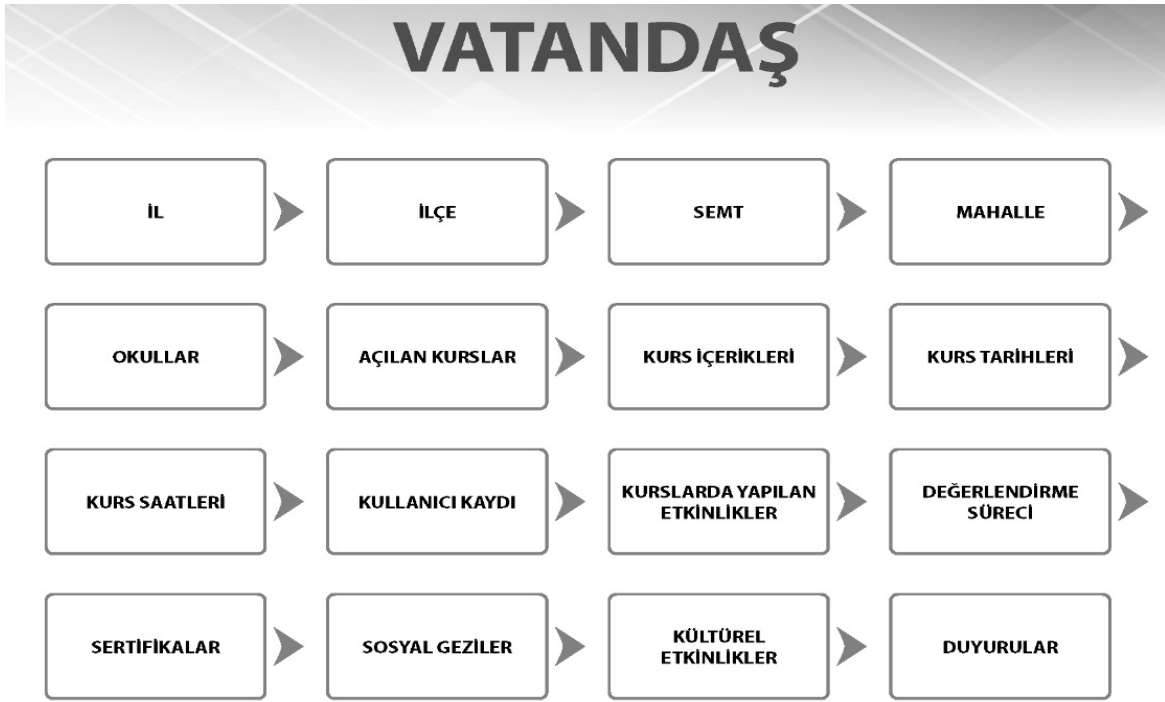 VATANDAŞ
İL
İLÇE
SEMT
MAHALLE
OKULLAR
AÇILAN KURSLAR
KURS İÇERİKLERİ
KURS TARİHLERİ
KURS SAATLERİ
KULLANICI KAYDI
KURSLARDA YAPILAN
ETKİNLİKLER
DEĞERLENDİRME
SÜRECİ
SERTİFİKALAR
SOSYAL GEZİLER
KÜLTÜREL
ETKİNLİKLER
DUYURULAR